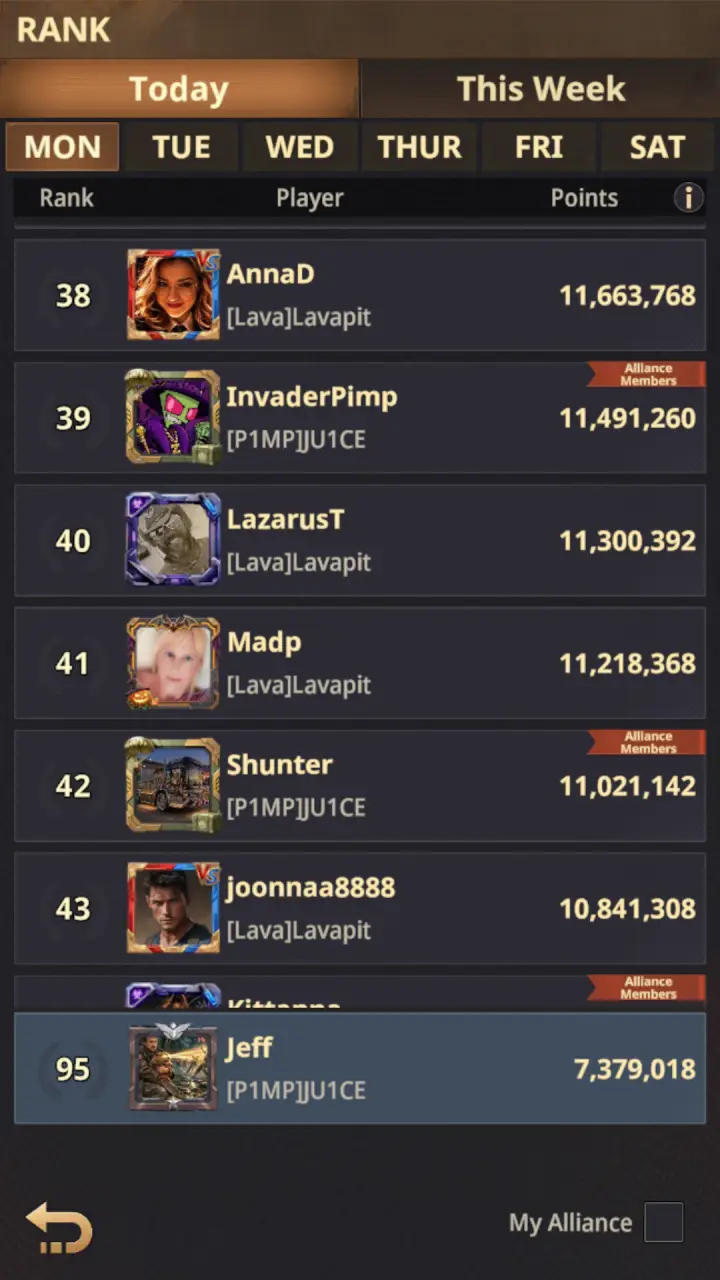 RANK
Today
This Week
MON
TUE
WED
THUR
FRI
SAT
Rank
Player
Points
38
AnnaD
[Lava]Lavapit
11,663,768
39
InvaderPimp
[P1MP]JU1CE
Alliance
Members
11,491,260
40
LazarusT
[Lava]Lavapit
11,300,392
41
Madp
[Lava]Lavapit
11,218,368
42
Shunter
[P1MP]JU1CE
Alliance
Members
11,021,142
43
joonnaa8888
[Lava]Lavapit
10,841,308
Alliance
Members
95
Jeff
[P1MP]JU1CE
7,379,018
My Alliance